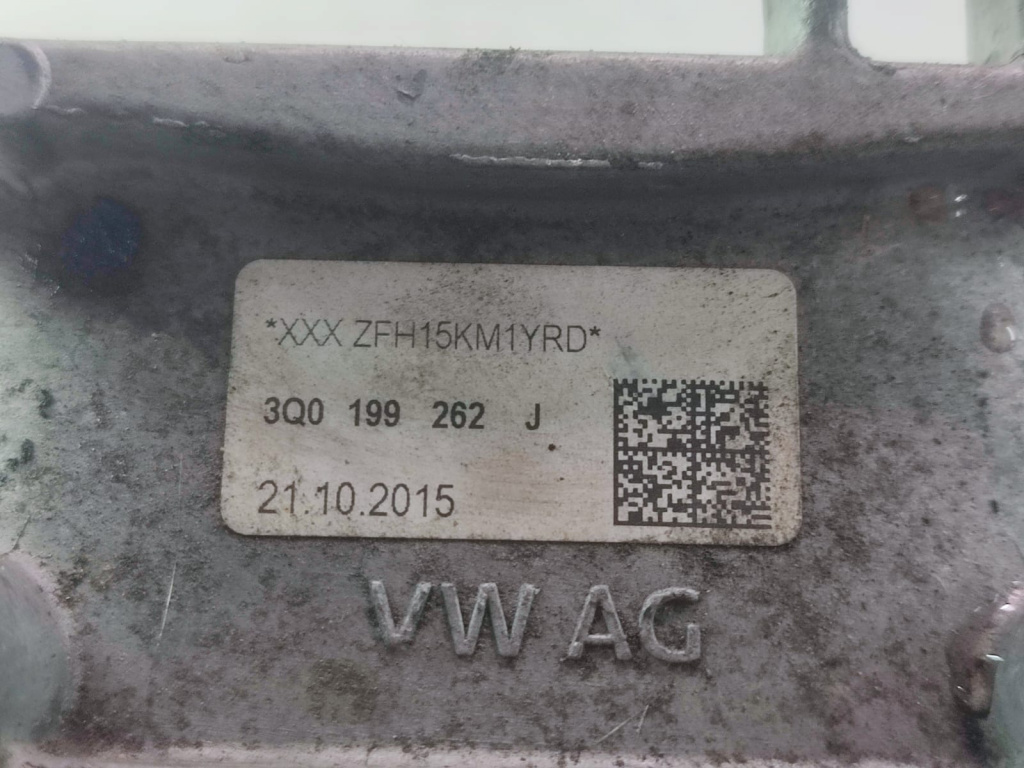 *XXX ZFH15KM1YRD*
3Q0 199 262 J
21.10.2015
VW AG